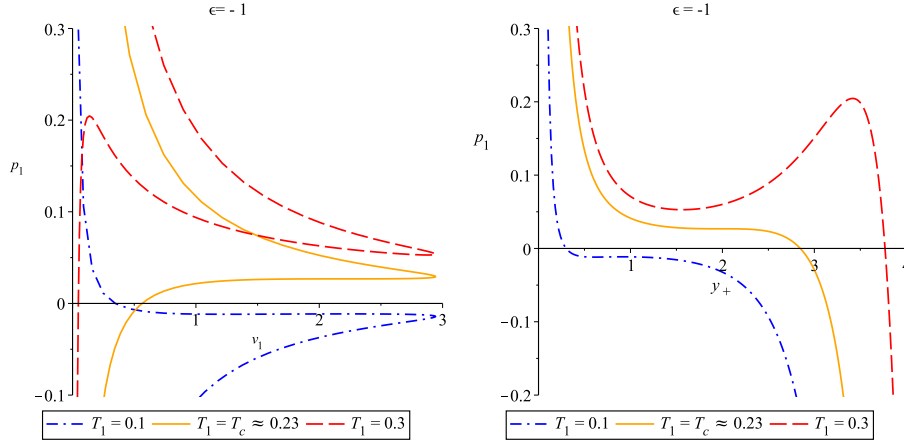 ϵ= - 1
0.3
0.2
p₁
0.1
0
1
2
3
v₁
−0.1
T₁ = 0.1 T₁ = T_c ≈ 0.23 T₁ = 0.3
ϵ = -1
0.3
0.2
p₁
0.1
0
1
2
3
4
y₊
−0.1
−0.2
T₁ = 0.1 T₁ = T_c ≈ 0.23 T₁ = 0.3